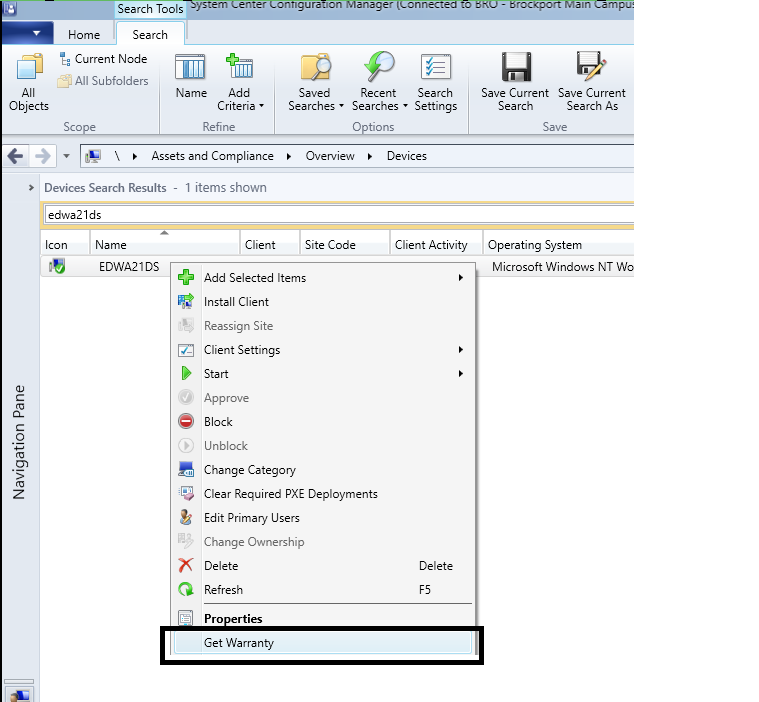 Search Tools
System Center Configuration Manager (Connected to BRO - Brockport Main Campus
Home
Search
All Objects
Current Node
All Subfolders
Scope
Name
Add Criteria
Refine
Saved Searches
Recent Searches
Search Settings
Options
Save Current Search
Save Current Search As
Save
\ Assets and Compliance Overview Devices
Devices Search Results - 1 items shown
edwa21ds
Icon Name Client Site Code Client Activity Operating System
EDWA21DS Microsoft Windows NT Wo
Add Selected Items
Install Client
Reassign Site
Client Settings
Start
Approve
Block
Unblock
Change Category
Clear Required PXE Deployments
Edit Primary Users
Change Ownership
Delete Delete
Refresh F5
Properties
Get Warranty
Navigation Pane